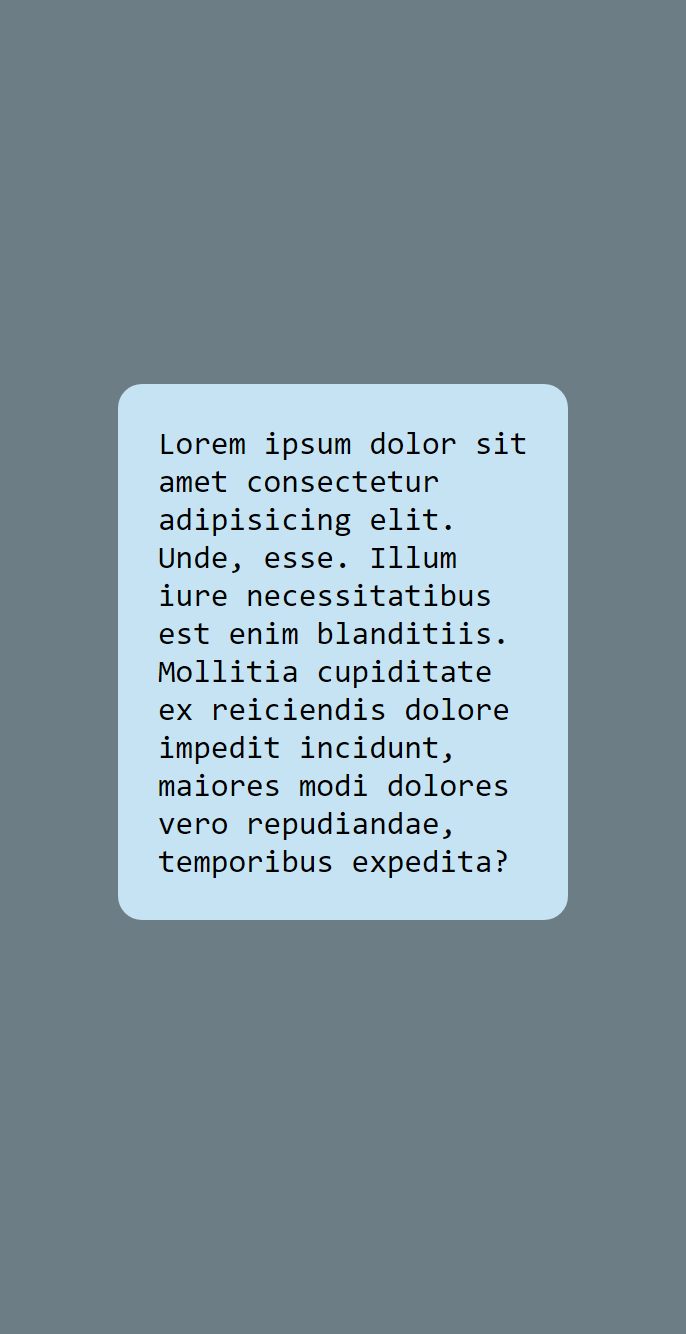 Lorem ipsum dolor sit
amet consectetur
adipisicing elit.
Unde, esse. Illum
iure necessitatibus
est enim blanditiis.
Mollitia cupiditate
ex reiciendis dolore
impedit incidunt,
maiores modi dolores
vero repudiandae,
temporibus expedita?